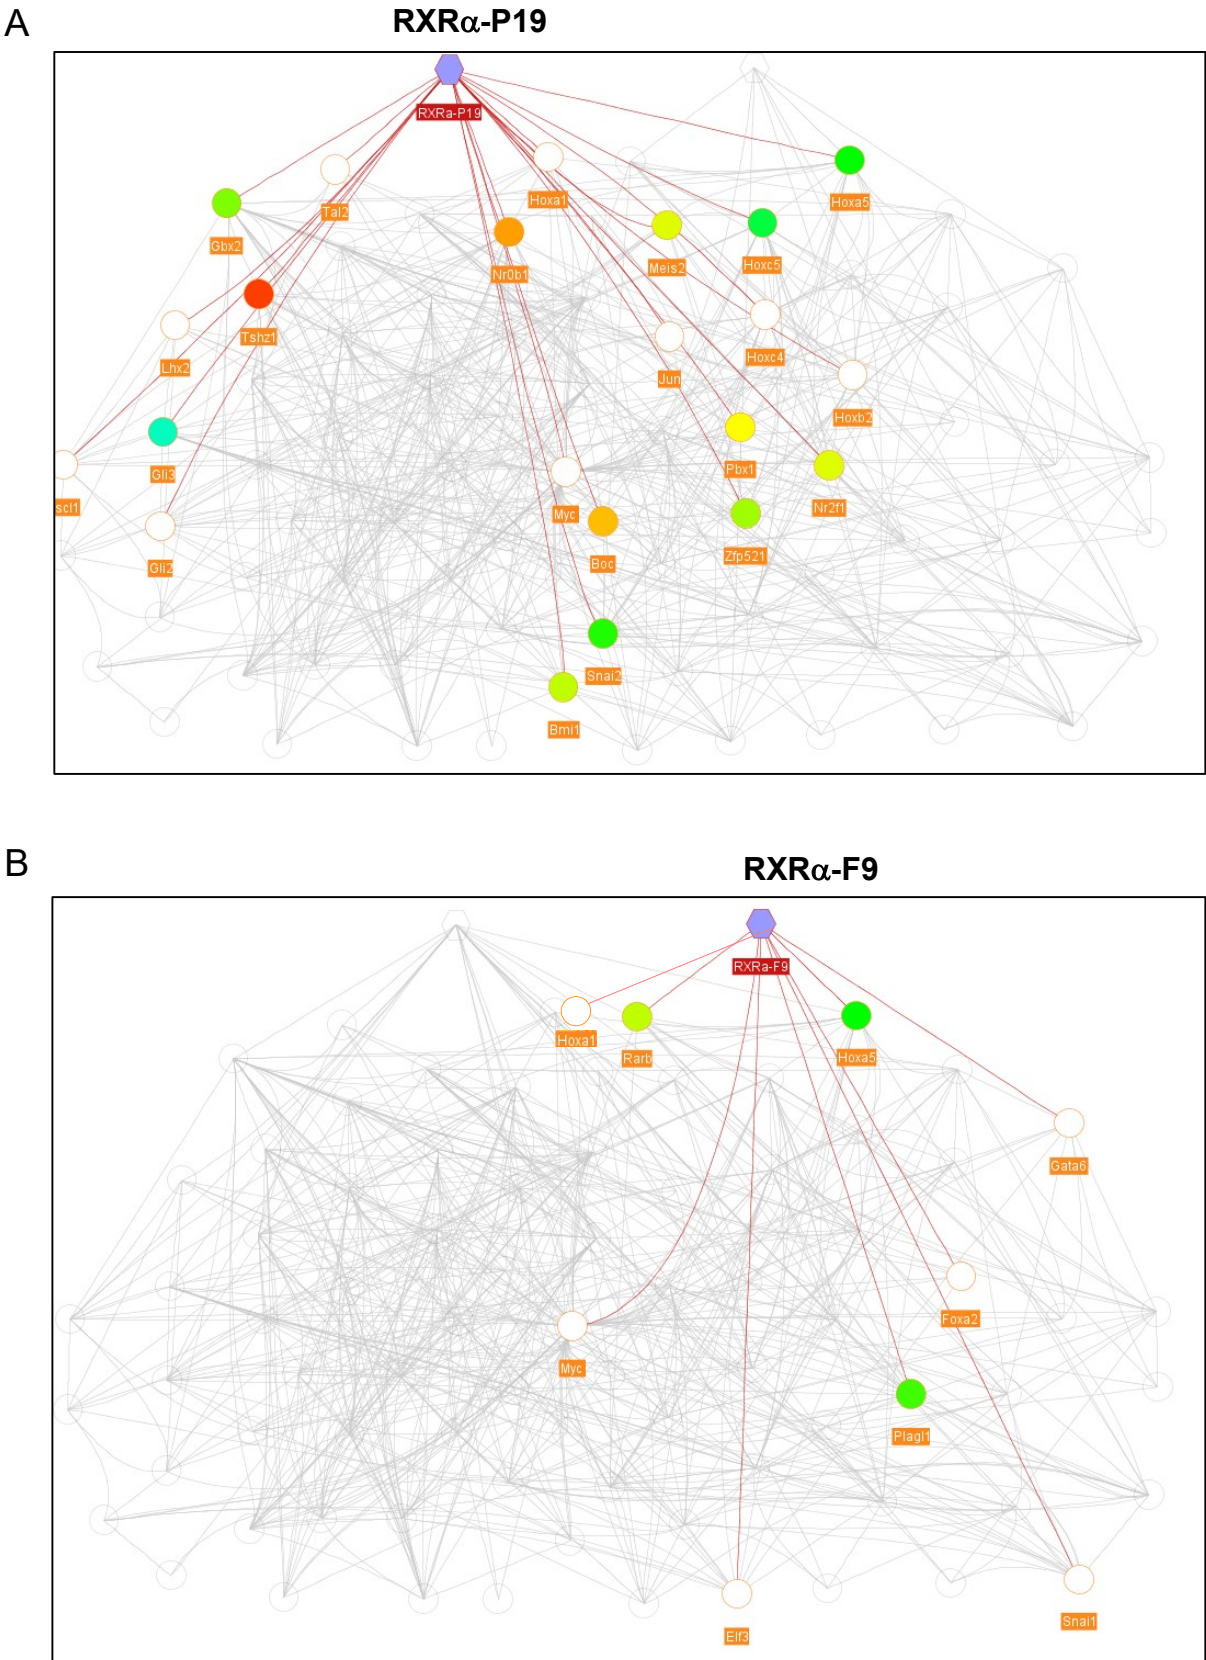 A
RXRα-P19
RXRa-P19
Hoxa1
Hoxa5
Tal2
Gbx2
Nr0b1
Meis2
Hoxc5
Tshz1
Lhx2
Jun
Hoxc4
Hoxb2
Gli3
Pbx1
scl1
Myc
Nr2f1
Gli2
Boc
Zfp521
Snai2
Bmi1
B
RXRα-F9
RXRa-F9
Hoxa1
Rarb
Hoxa5
Gata6
Foxa2
Myc
Plagl1
Elf3
Snai1